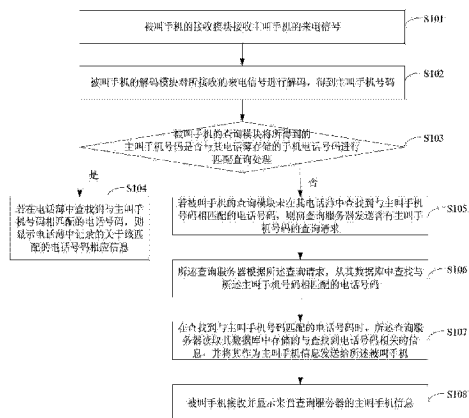 S101
被叫手机的接收模块接收主叫手机的来电信号
S102
被叫手机的解码模块对所接收的来电信号进行解码，得到主叫手机号码
S103
被叫手机的查询模块将所得到的
主叫手机号码是否与其电话薄存储的手机电话号码进行
匹配查询处理
是
否
S104
若在电话薄中查找到与主叫手
机号码相匹配的电话号码，则
显示电话薄中记录的关于该匹
配的电话号码相应信息
S105
若被叫手机的查询模块未在其电话薄中查找到与主叫手机
号码相匹配的电话号码，则向查询服务器发送含有主叫手
机号码的查询请求
S106
所述查询服务器根据所述查询请求，从其数据库中查找与
所述主叫手机号码相匹配的电话号码
S107
在查找到与主叫手机号码匹配的电话号码时，所述查询服
务器读取其数据库中存储的与查找到电话号码相关的信
息，并将其作为主叫手机信息发送给所述被叫手机
S108
被叫手机接收并显示来自查询服务器的主叫手机信息